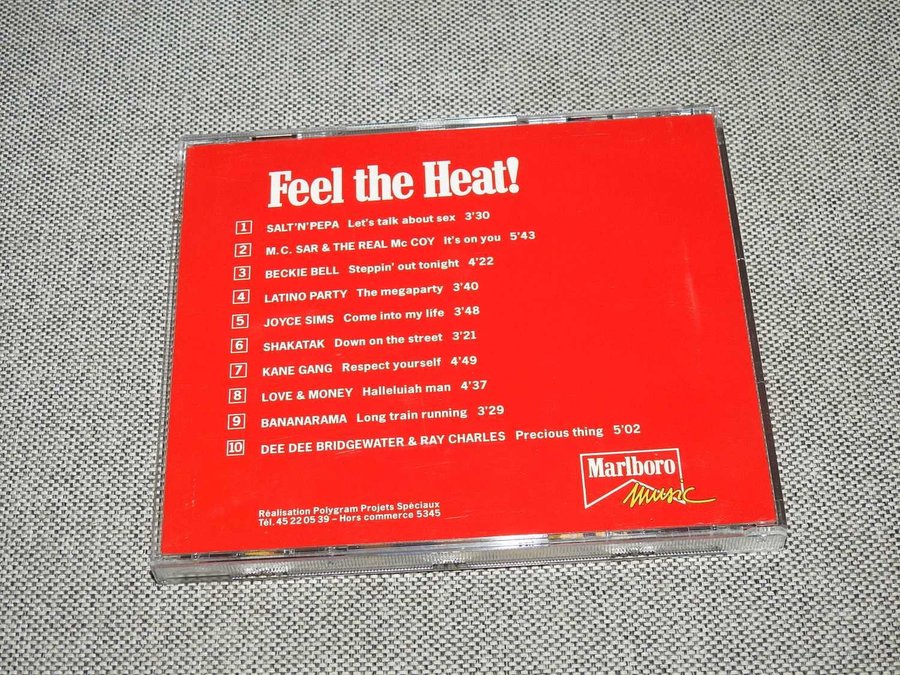 Feel the Heat!
1 SALT'N'PEPA Let's talk about sex 3'30
2 M.C. SAR & THE REAL Mc COY It's on you 5'43
3 BECKIE BELL Steppin' out tonight 4'22
4 LATINO PARTY The megaparty 3'40
5 JOYCE SIMS Come into my life 3'48
6 SHAKATAK Down on the street 3'21
7 KANE GANG Respect yourself 4'49
8 LOVE & MONEY Halleluiah man 4'37
9 BANANARAMA Long train running 3'29
10 DEE DEE BRIDGEWATER & RAY CHARLES Precious thing 5'02
Marlboro
music
Réalisation Polygram Projets Spéciaux
Tél. 45 22 05 39 – Hors commerce 5345